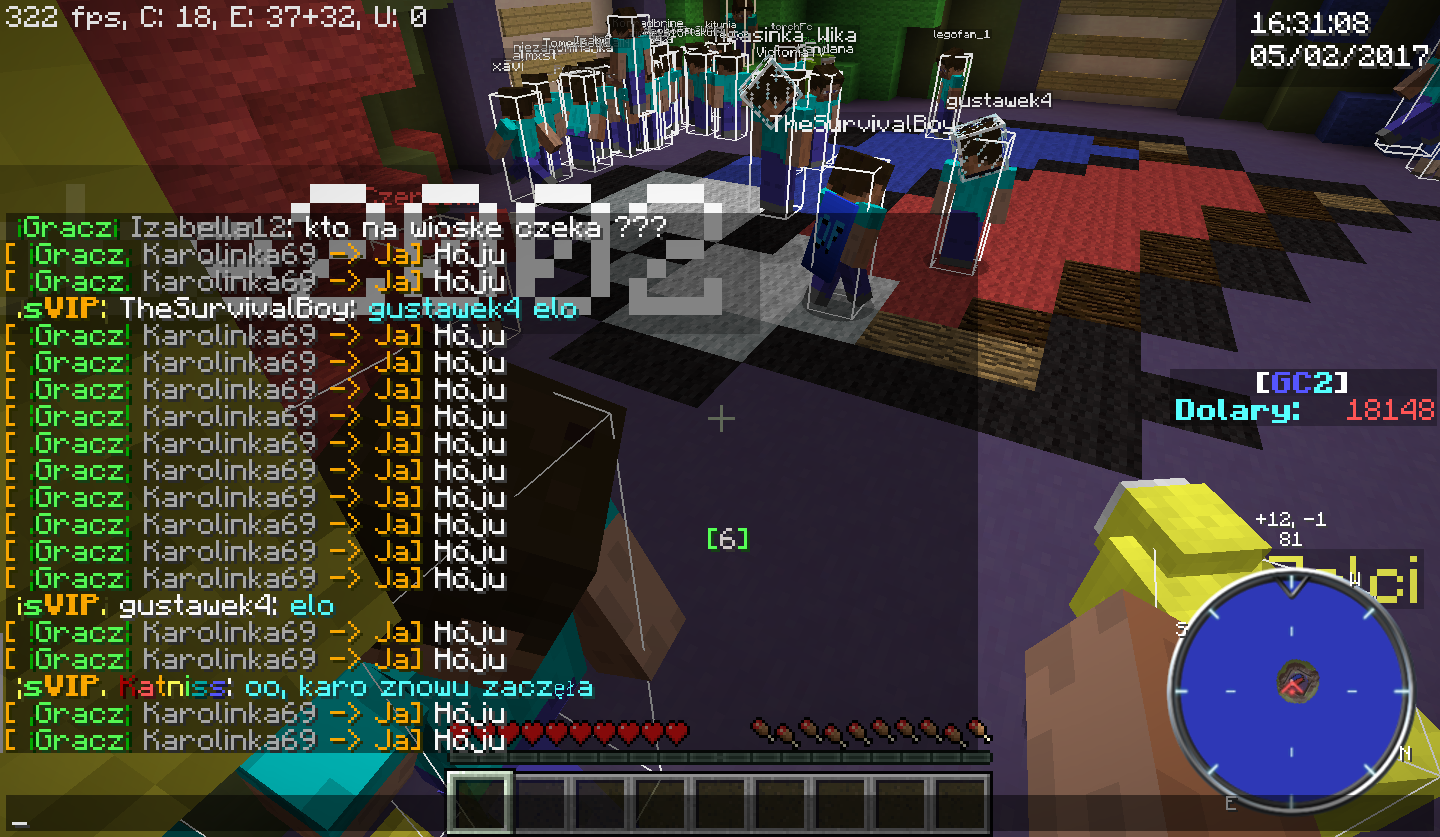 322 fps, C: 18, E: 37+32, U: 0
16:31:08
05/02/2017
legofan_1
gustawek4
TheSurvivalBoy
xavi
almxst
iGraczi Izabella12: kto na wioske czeka ???
[ iGracz, Karolinka69 -> Ja] Hóju
[ ,Gracz, Karolinka69 -> Ja] Hóju
.sVIP: TheSurvivalBoy: gustawek4 elo
[ ¡Gracz¡ Karolinka69 -> Ja] Hóju
[ ,Gracz¡ Karolinka69 -> Ja] Hóju
[ ,Gracz¡ Karolinka69 -> Ja] Hóju
[ ¡Gracz¡ Karolinka69 -> Ja] Hóju
[ ¡Gracz, Karolinka69 -> Ja] Hóju
[ ,Gracz, Karolinka69 -> Ja] Hóju
[ ¡Gracz¡ Karolinka69 -> Ja] Hóju
[ ,Gracz, Karolinka69 -> Ja] Hóju
[ ¡Gracz¡ Karolinka69 -> Ja] Hóju
[ ¡Gracz¡ Karolinka69 -> Ja] Hóju
isVIP. gustawek4: elo
[ !Gracz¡ Karolinka69 -> Ja] Hóju
[ ¡Gracz, Karolinka69 -> Ja] Hóju
¦sVIP. Katniss: oo, karo znowu zaczęła
[ ,Gracz¡ Karolinka69 -> Ja] Hóju
[ ,Gracz, Karolinka69 -> Ja] Hóju
[6]
[GC2]
Dolary: 18148
+12, -1
81
W
S
N
E